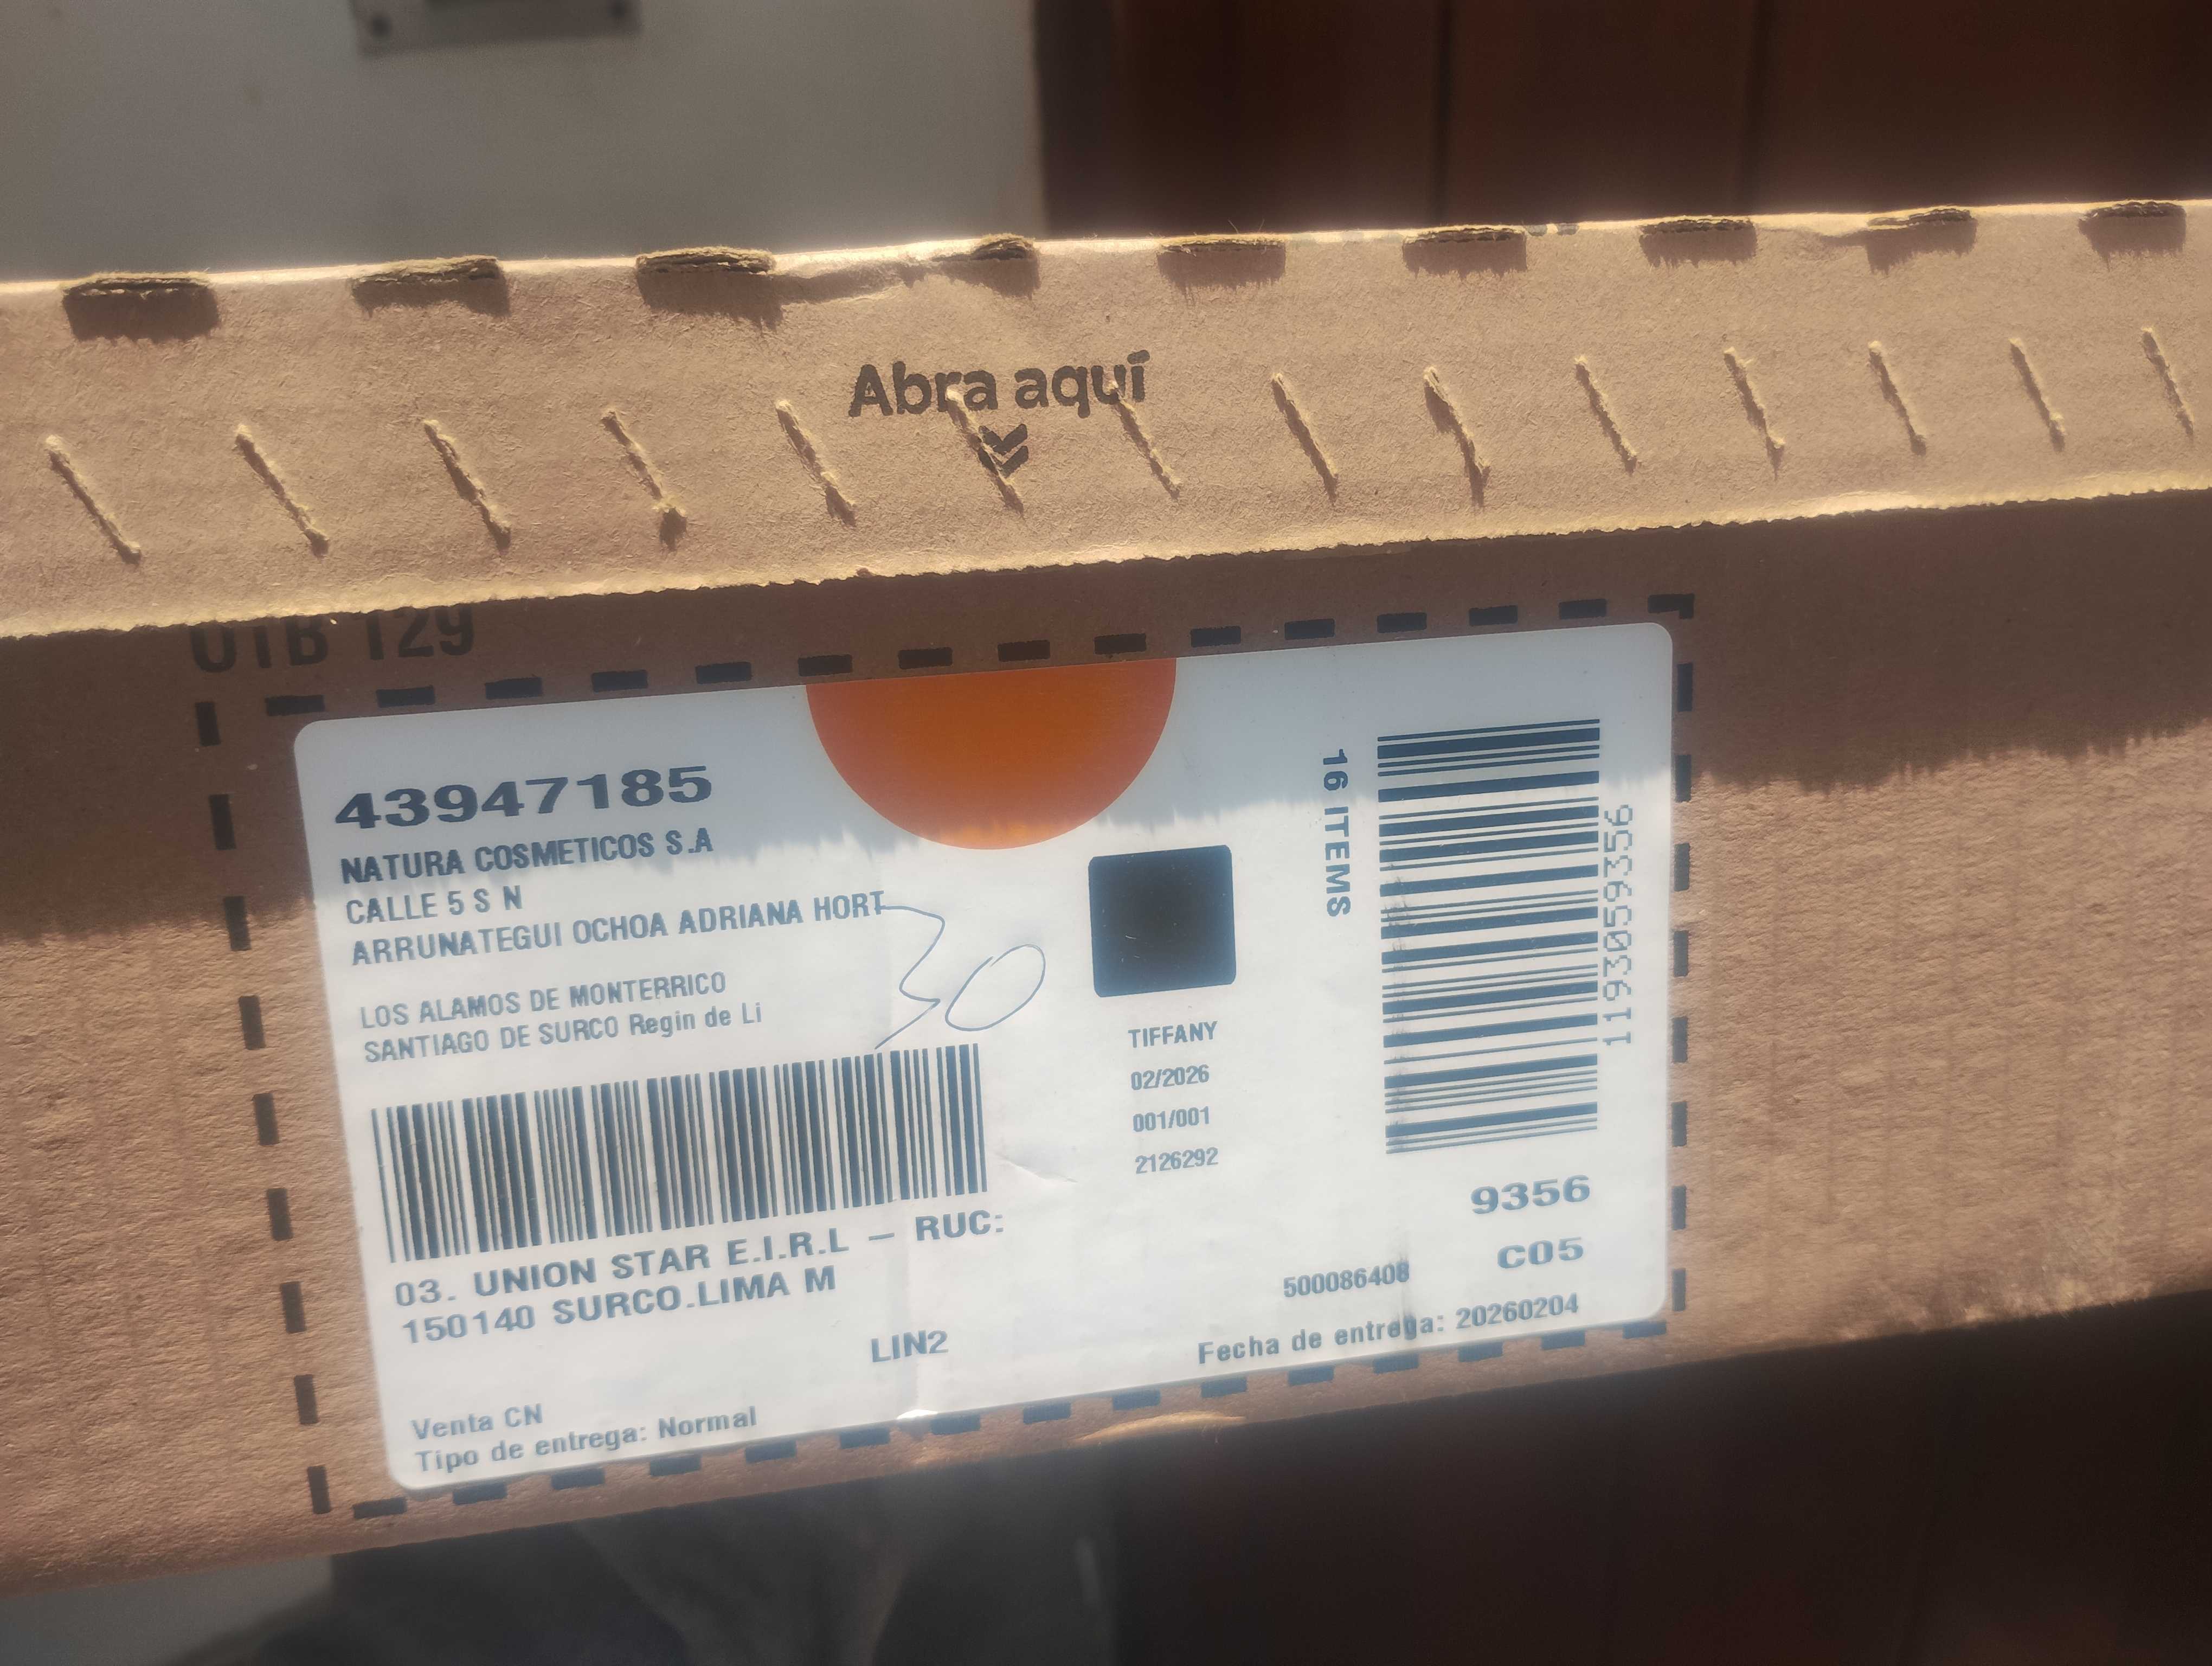 Abra aquí
UTB 129
43947185
NATURA COSMETICOS S.A
CALLE 5 S N
ARRUNATEGUI OCHOA ADRIANA HORT
30
LOS ALAMOS DE MONTERRICO
SANTIAGO DE SURCO Regin de Li
03. UNION STAR E.I.R.L – RUC:
150140 SURCO.LIMA M
LIN2
Venta CN
Tipo de entrega: Normal
TIFFANY
02/2026
001/001
2126292
16 ITEMS
1193059356
9356
C05
500086408
Fecha de entrega: 20260204